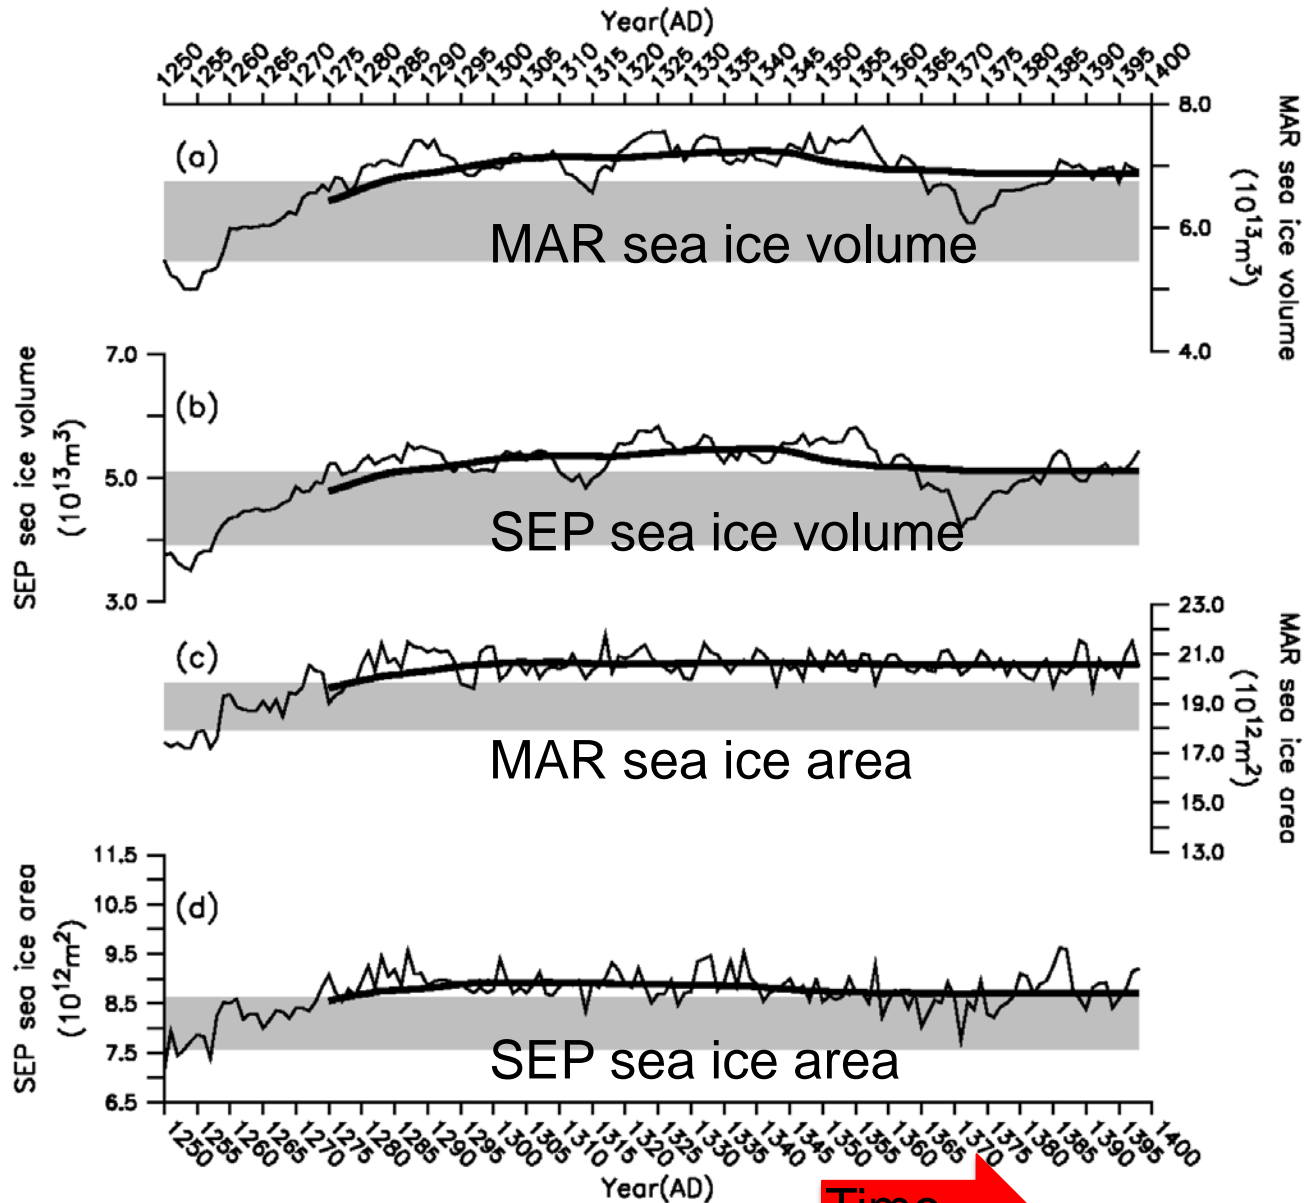 Year(AD)
1250 1255 1260 1265 1270 1275 1280 1285 1290 1295 1300 1305 1310 1315 1320 1325 1330 1335 1340 1345 1350 1355 1360 1365 1370 1375 1380 1385 1390 1395 1400
(a)
8.0
6.0
4.0
MAR sea ice volume
(10¹³m³)
MAR sea ice volume
(b)
7.0
5.0
3.0
SEP sea ice volume
(10¹³m³)
SEP sea ice volume
(c)
23.0
21.0
19.0
17.0
15.0
13.0
MAR sea ice area
(10¹²m²)
MAR sea ice area
(d)
11.5
10.5
9.5
8.5
7.5
6.5
SEP sea ice area
(10¹²m²)
SEP sea ice area
1250 1255 1260 1265 1270 1275 1280 1285 1290 1295 1300 1305 1310 1315 1320 1325 1330 1335 1340 1345 1350 1355 1360 1365 1370 1375 1380 1385 1390 1395 1400
Year(AD)
Time